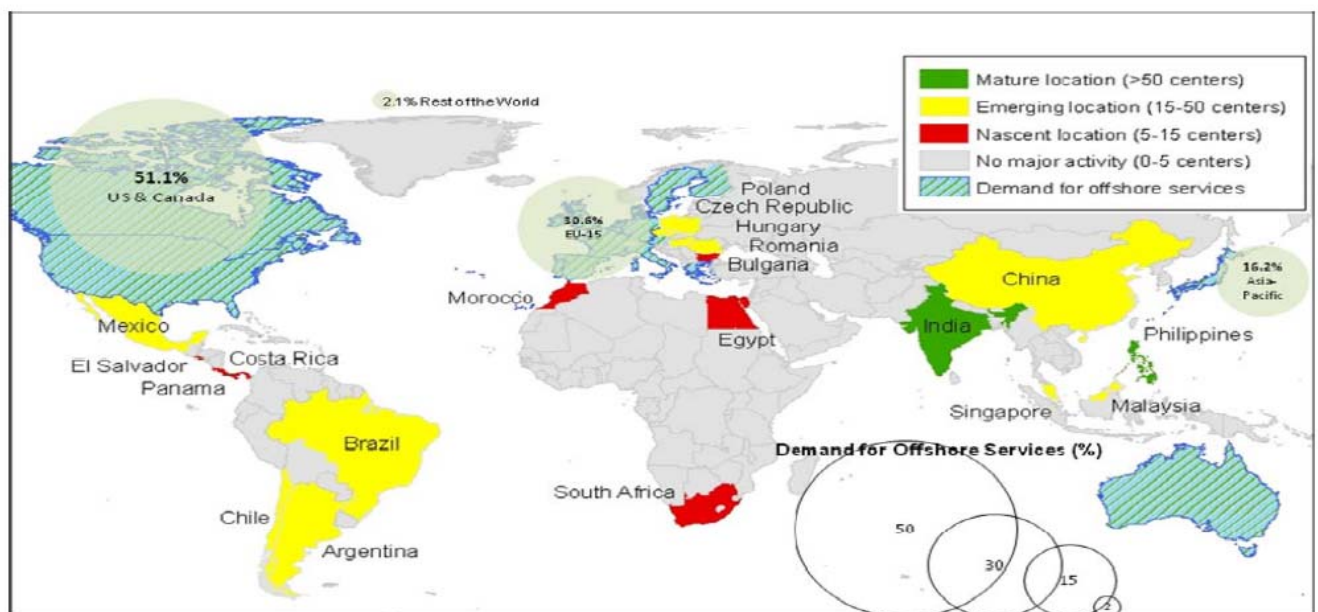 Mature location (>50 centers)
Emerging location (15-50 centers)
Nascent location (5-15 centers)
No major activity (0-5 centers)
Demand for offshore services
2.1% Rest of the World
51.1%
US & Canada
30.6%
EU-15
Poland
Czech Republic
Hungary
Romania
Bulgaria
16.2%
Asia-
Pacific
China
India
Philippines
Morocco
Egypt
Mexico
El Salvador
Costa Rica
Panama
Singapore
Malaysia
Brazil
South Africa
Chile
Argentina
Demand for Offshore Services (%)
50
30
15
2